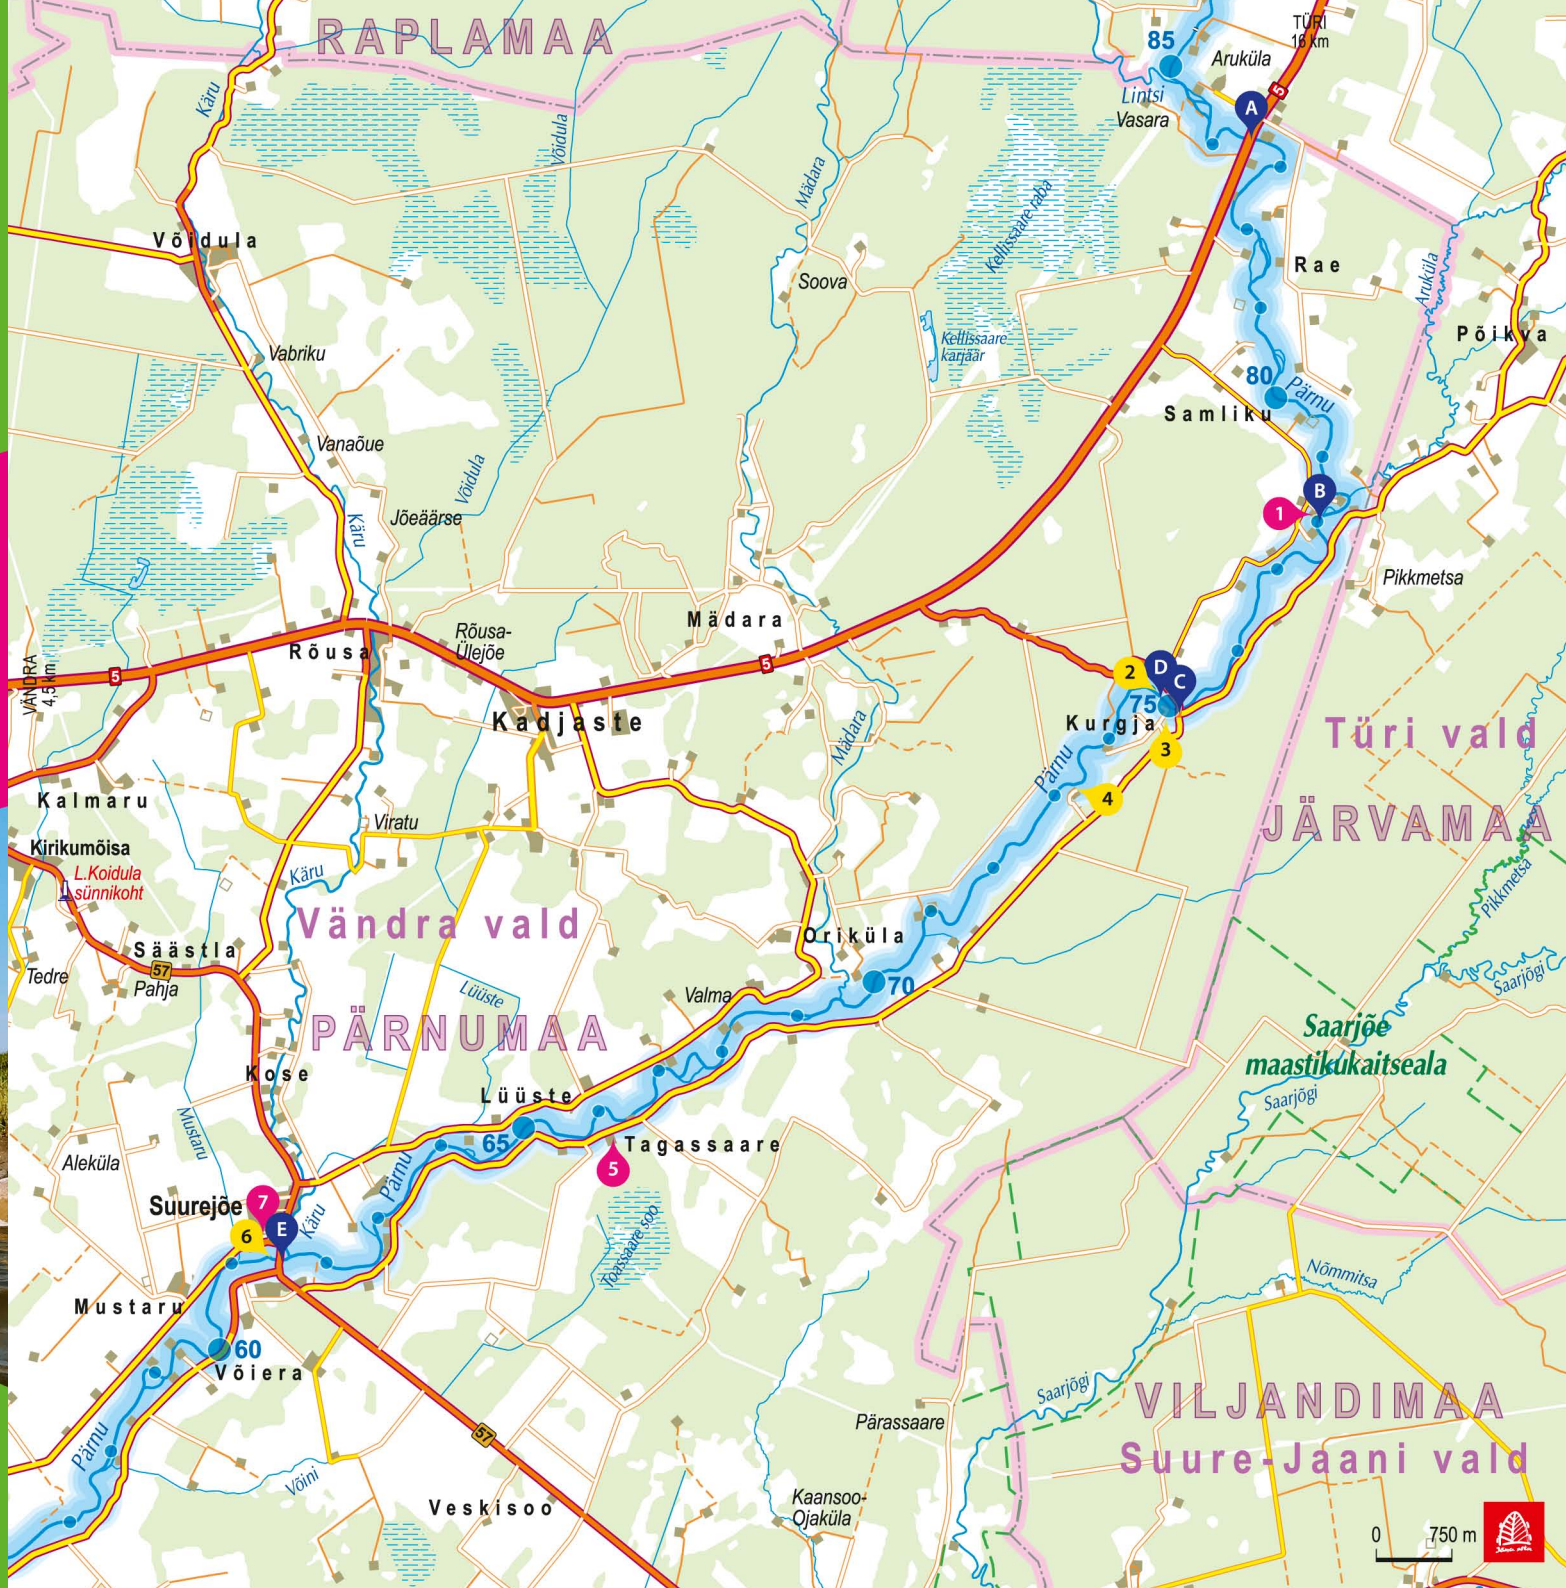 RAPLAMAA
TÜRI
16 km
85
Aruküla
5
Käru
Lintsi
Vasara
A
Võidula
Mädara
Kellissaare raba
Võidula
Rae
Aruküla
Soova
Põikva
Kellissaare
karjäär
Vabriku
80
Pärnu
Samliku
Vanaõue
Võidula
B
1
Käru
Jõeäärse
Pikkmetsa
Mädara
Rõusa-
Ülejõe
Rõusa
VÄNDRA
4,5 km
5
5
2
D
C
75
Kurgja
Kadjaste
Mädara
Türi vald
3
Pärnu
4
Kalmaru
Viratu
JÄRVAMAA
Kirikumõisa
L.Koidula
sünnikoht
Käru
Pikkmetsa
Vändra vald
Oriküla
Säästla
57
Tedre
Pahja
70
Saarjõgi
Lüüste
Valma
PÄRNUMAA
Saarjõe
maastikukaitseala
Kose
Saarjõgi
Lüüste
Mustaru
65
Tagassaare
5
Aleküla
Pärnu
Suurejõe
7
Käru
6
E
Toassaare soo
Nõmmitsa
Mustaru
60
Võiera
Saarjõgi
VILJANDIMAA
Pärassaare
57
Pärnu
Suure-Jaani vald
Võini
Veskisoo
Kaansoo-
Ojaküla
0
750 m